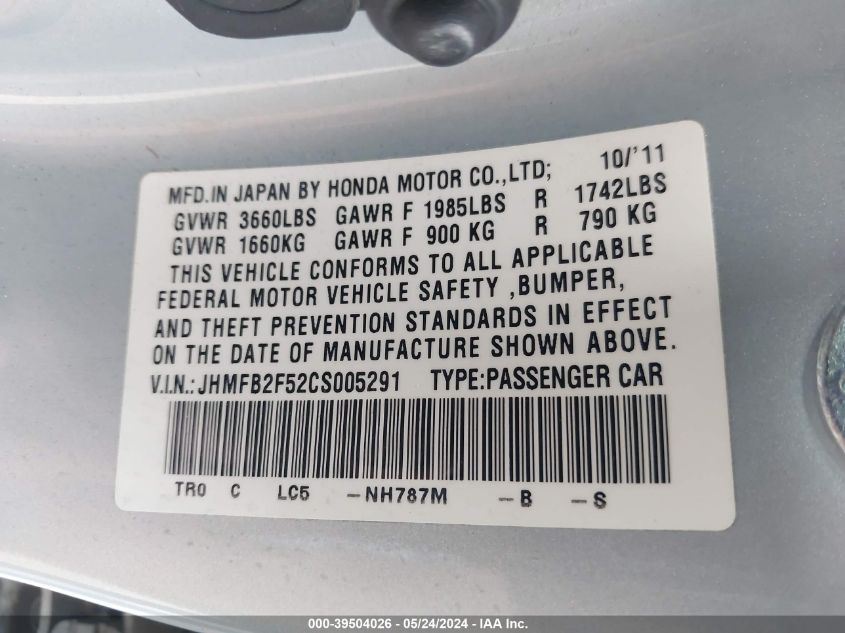 MFD.IN JAPAN BY HONDA MOTOR CO.,LTD; 10/'11
GVWR 3660LBS GAWR F 1985LBS R 1742LBS
GVWR 1660KG GAWR F 900 KG R 790 KG
THIS VEHICLE CONFORMS TO ALL APPLICABLE
FEDERAL MOTOR VEHICLE SAFETY ,BUMPER,
AND THEFT PREVENTION STANDARDS IN EFFECT
ON THE DATE OF MANUFACTURE SHOWN ABOVE.
V.I.N.: JHMFB2F52CS005291 TYPE:PASSENGER CAR
TR0 C LC5 -NH787M -B -S
000-39504026 - 05/24/2024 - IAA Inc.